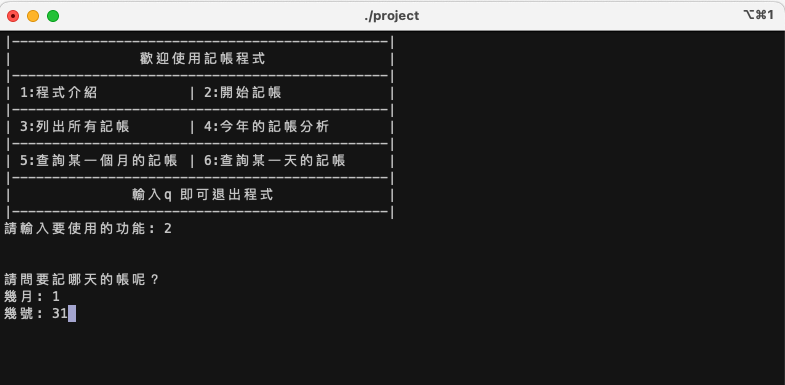 ./project
⌥⌘1
|-----------------------------------------------|
| 歡迎使用記帳程式 |
|-----------------------------------------------|
| 1:程式介紹 | 2:開始記帳 |
|-----------------------------------------------|
| 3:列出所有記帳 | 4:今年的記帳分析 |
|-----------------------------------------------|
| 5:查詢某一個月的記帳 | 6:查詢某一天的記帳 |
|-----------------------------------------------|
| 輸入q 即可退出程式 |
|-----------------------------------------------|
請輸入要使用的功能: 2
請問要記哪天的帳呢？
幾月: 1
幾號: 31